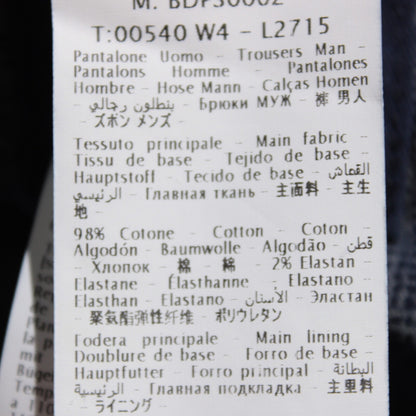 M. BDPS0002
T:00540 W4 - L2715
Pantalone Uomo - Trousers Man -
Pantalons Homme - Pantalones
Hombre - Hose Mann - Calças Homen
- بنطلون رجالي - Брюки МУЖ - 裤 男人
- ズボン メンズ -
Tessuto principale - Main fabric -
Tissu de base - Tejido de base -
Hauptstoff - Tecido de base - القماش
الرئيسي - Главная ткань - 主面料 - 主生
地 -
98% Cotone - Cotton - Coton -
Algodón - Baumwolle - Algodão - قطن
- Хлопок - 棉 - 綿 - 2% Elastan -
Elastane - Élasthanne - Elastano -
Elasthan - Elastano - الأستان - Эластан
- 聚氨酯弹性纤维 - ポリウレタン
Fodera principale - Main lining -
Doublure de base - Forro de base -
Hauptfutter - Forro principal - البطانة
الرئيسية - Главная подкладка - 主里料
- ライニング -